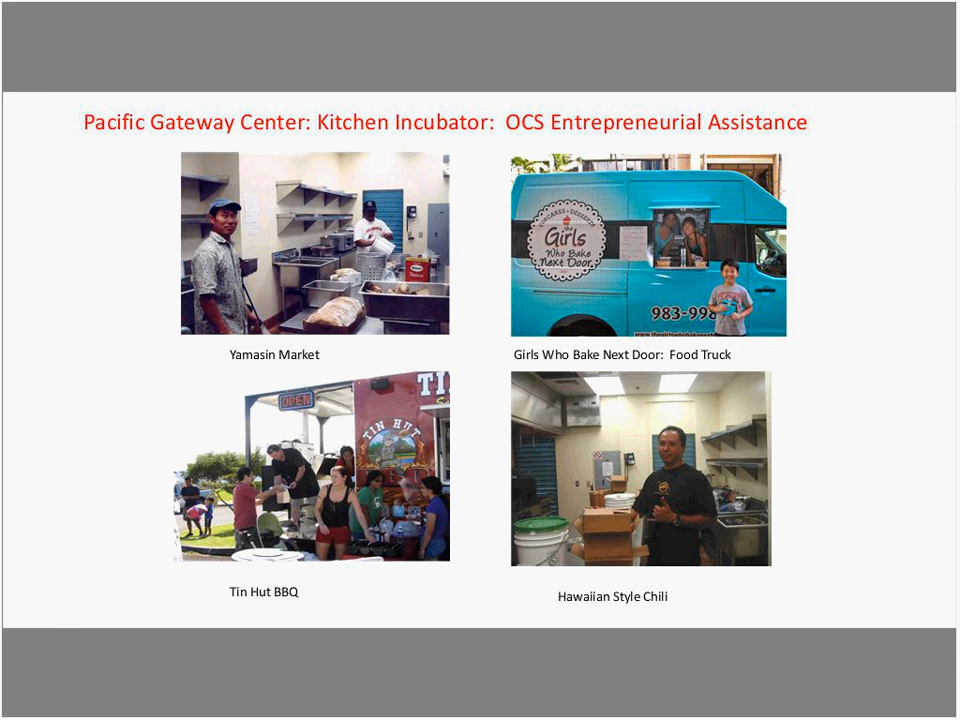 Pacific Gateway Center: Kitchen Incubator: OCS Entrepreneurial Assistance
CUPCAKES • DESSERTS
the
Girls
Who Bake
Next Door
983-998
Yamasin Market
Girls Who Bake Next Door: Food Truck
OPEN
TIN HUT
Tin Hut BBQ
Hawaiian Style Chili